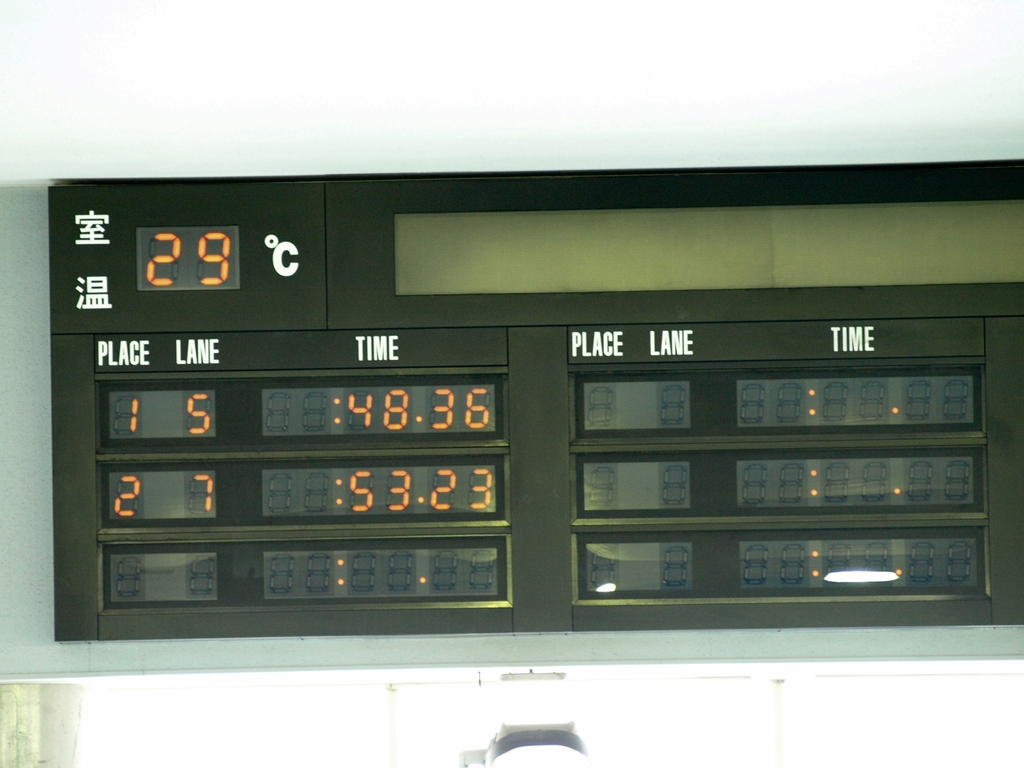 室温 29 ℃
PLACE LANE TIME PLACE LANE TIME
1 5 :48.36 : .
2 7 :53.23 : .
: . : .